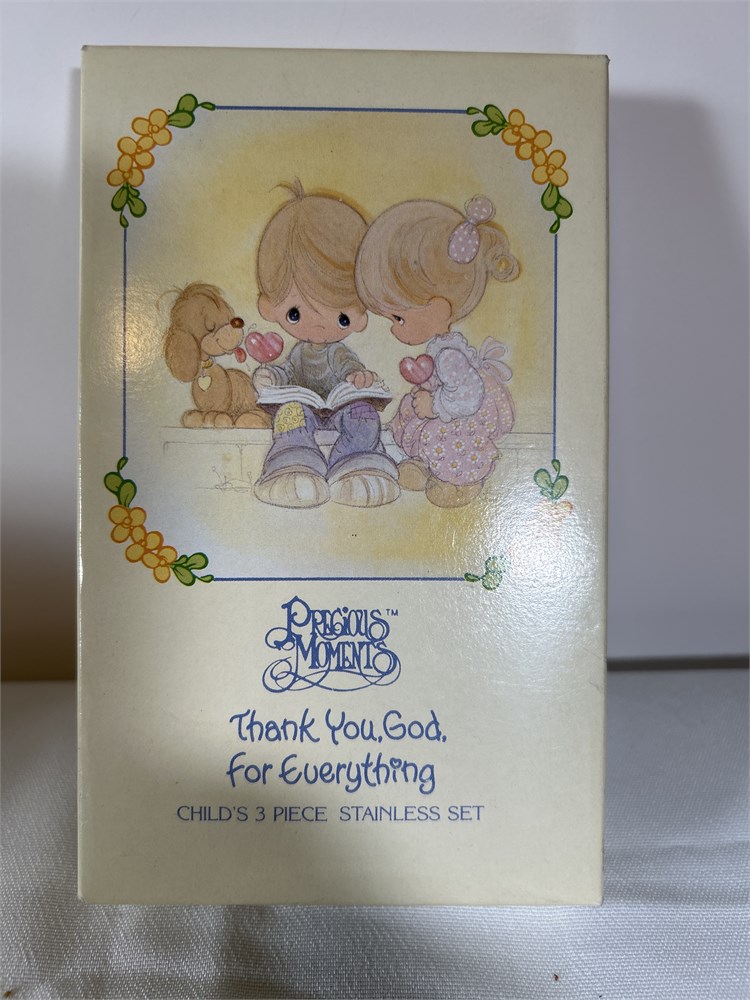 PRECIOUS™
MOMENTS
Thank You, God,
for Everything
CHILD'S 3 PIECE STAINLESS SET